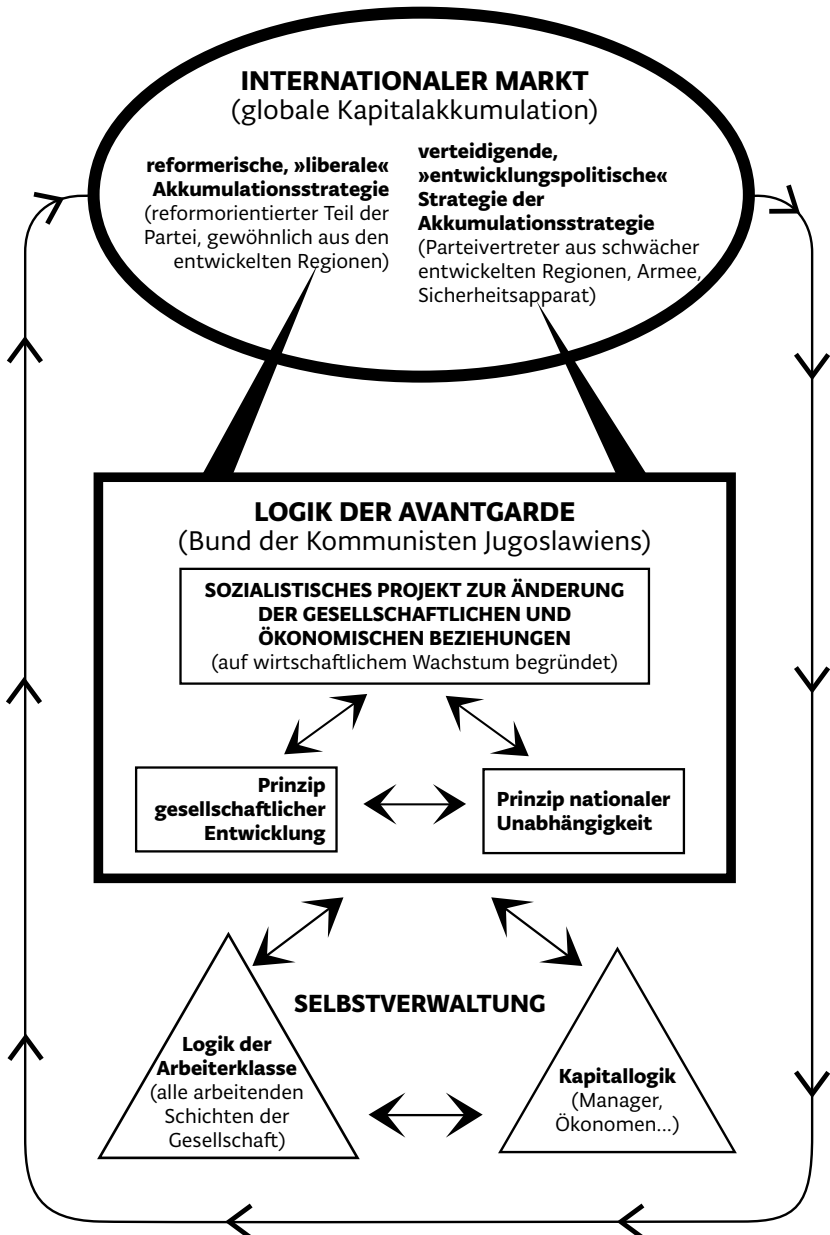 INTERNATIONALER MARKT
(globale Kapitalakkumulation)
reformerische, »liberale«
Akkumulationsstrategie
(reformorientierter Teil der
Partei, gewöhnlich aus den
entwickelten Regionen)
verteidigende,
»entwicklungspolitische«
Strategie der
Akkumulationsstrategie
(Parteivertreter aus schwächer
entwickelten Regionen, Armee,
Sicherheitsapparat)
LOGIK DER AVANTGARDE
(Bund der Kommunisten Jugoslawiens)
SOZIALISTISCHES PROJEKT ZUR ÄNDERUNG
DER GESELLSCHAFTLICHEN UND
ÖKONOMISCHEN BEZIEHUNGEN
(auf wirtschaftlichem Wachstum begründet)
Prinzip
gesellschaftlicher
Entwicklung
Prinzip nationaler
Unabhängigkeit
SELBSTVERWALTUNG
Logik der
Arbeiterklasse
(alle arbeitenden
Schichten der
Gesellschaft)
Kapitallogik
(Manager,
Ökonomen...)